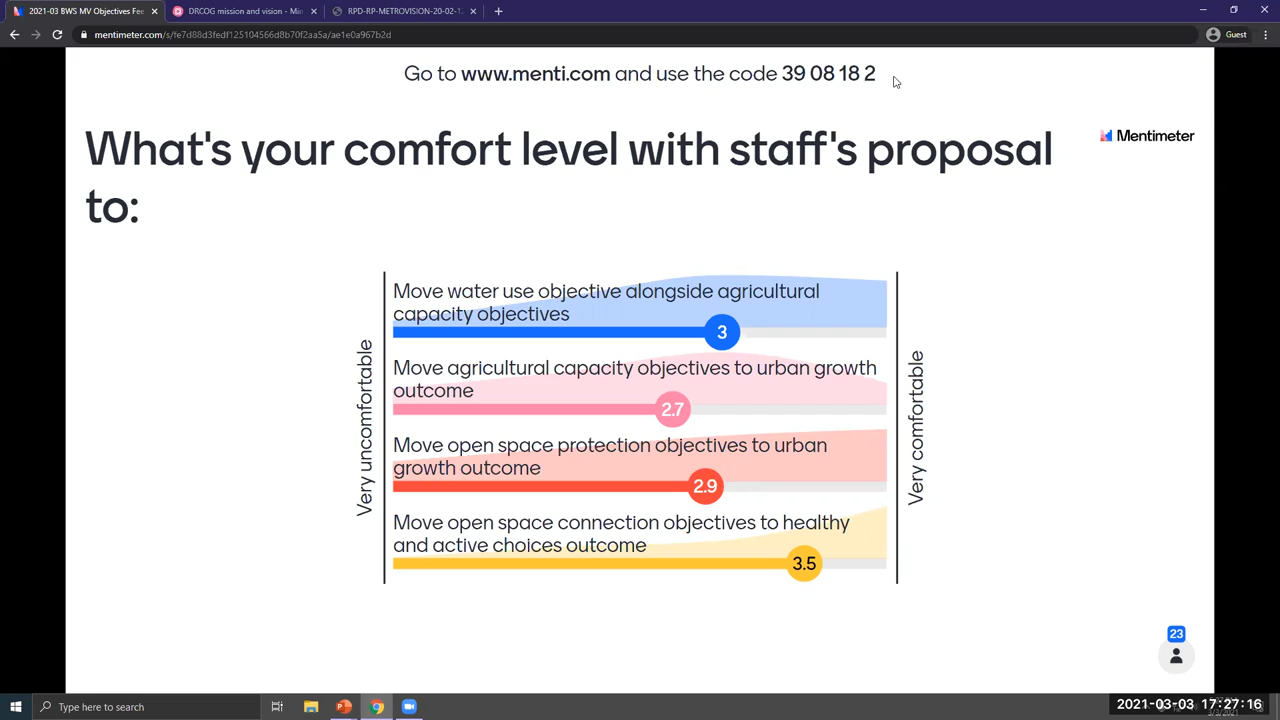 2021-03 BWS MV Objectives Fee
DRCOG mission and vision - Min
RPD-RP-METROVISION-20-02-1
mentimeter.com/s/fe7d88d3fedf125104566d8b70f2aa5a/ae1e0a967b2d
Guest
Go to www.menti.com and use the code 39 08 18 2
What's your comfort level with staff's proposal
to:
Mentimeter
Very uncomfortable
Move water use objective alongside agricultural
capacity objectives
3
Move agricultural capacity objectives to urban growth
outcome
2.7
Move open space protection objectives to urban
growth outcome
2.9
Move open space connection objectives to healthy
and active choices outcome
3.5
Very comfortable
23
Type here to search
2021-03-03 17:27:16